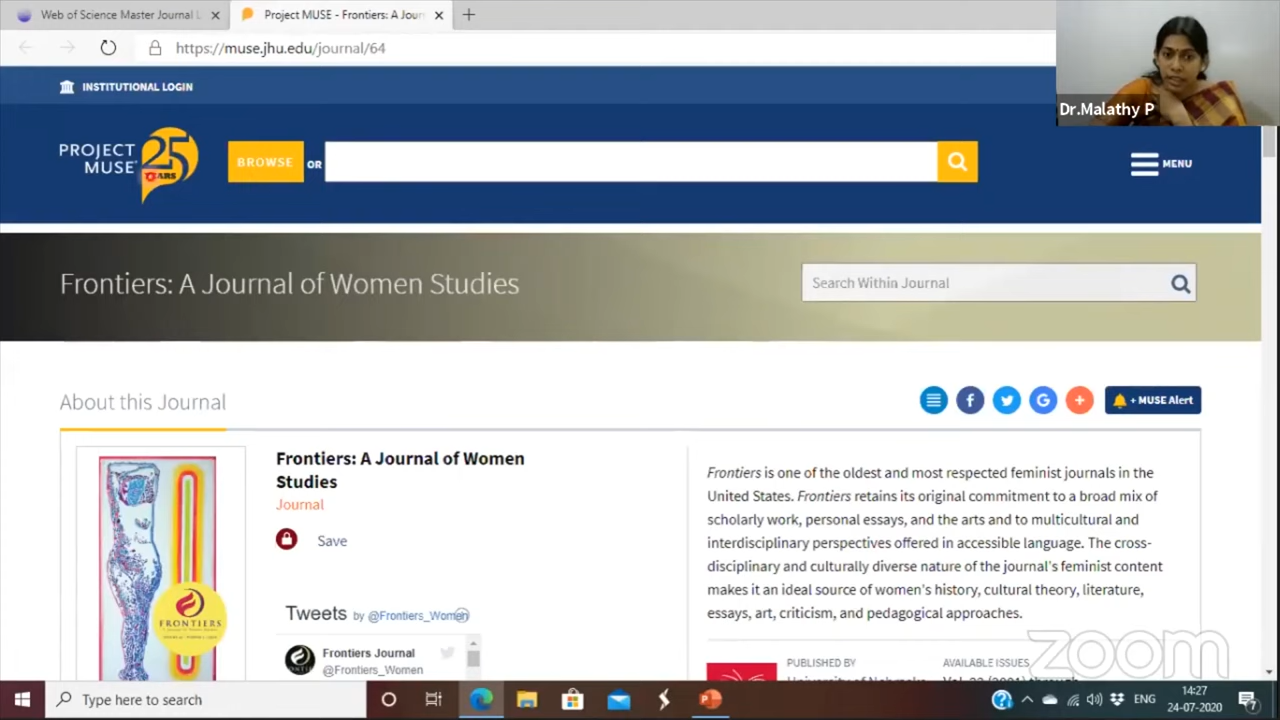 Web of Science Master Journal L
Project MUSE - Frontiers: A Jour
https://muse.jhu.edu/journal/64
Dr.Malathy P
INSTITUTIONAL LOGIN
PROJECT
MUSE
25
YEARS
BROWSE
OR
MENU
Frontiers: A Journal of Women Studies
Search Within Journal
About this Journal
+ MUSE Alert
Frontiers: A Journal of Women
Studies
Journal
Save
Tweets by @Frontiers_Women
Frontiers Journal
@Frontiers_Women
FRONTIERS
Frontiers is one of the oldest and most respected feminist journals in the
United States. Frontiers retains its original commitment to a broad mix of
scholarly work, personal essays, and the arts and to multicultural and
interdisciplinary perspectives offered in accessible language. The cross-
disciplinary and culturally diverse nature of the journal's feminist content
makes it an ideal source of women's history, cultural theory, literature,
essays, art, criticism, and pedagogical approaches.
PUBLISHED BY
AVAILABLE ISSUES
zoom
Type here to search
ENG
14:27
24-07-2020
7